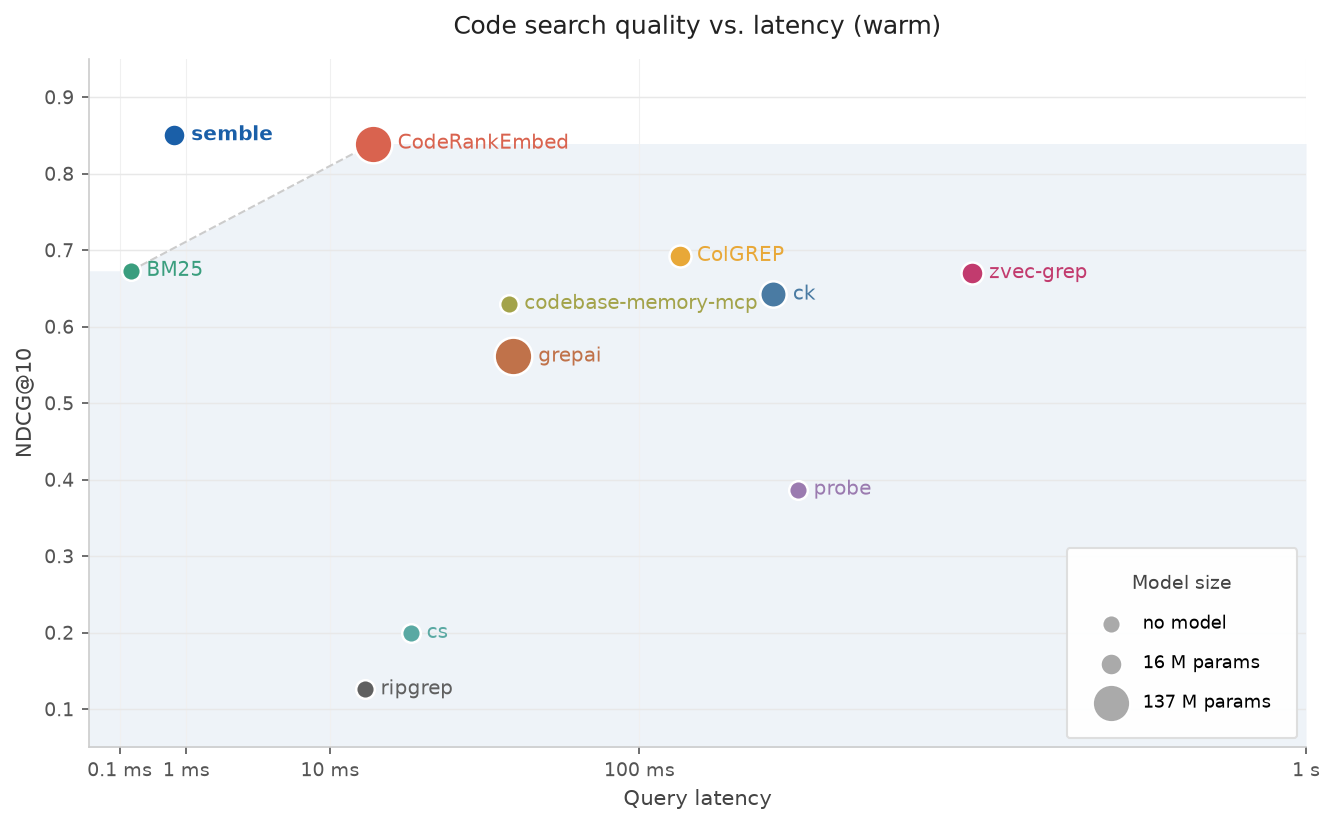 Code search quality vs. latency (warm)
NDCG@10
0.9
0.8
0.7
0.6
0.5
0.4
0.3
0.2
0.1
semble
CodeRankEmbed
BM25
ColGREP
zvec-grep
ck
codebase-memory-mcp
grepai
probe
cs
ripgrep
Model size
no model
16 M params
137 M params
0.1 ms 1 ms 10 ms 100 ms 1 s
Query latency